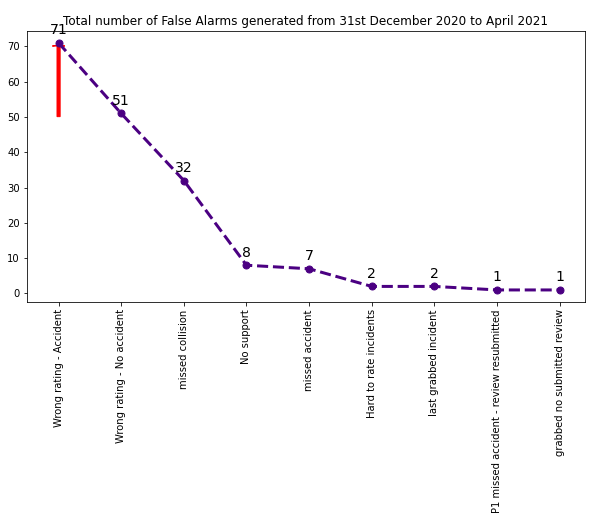 Total number of False Alarms generated from 31st December 2020 to April 2021
71
51
32
8
7
2
2
1
1
70
60
50
40
30
20
10
0
Wrong rating - Accident
Wrong rating - No accident
missed collision
No support
missed accident
Hard to rate incidents
last grabbed incident
P1 missed accident - review resubmitted
grabbed no submitted review